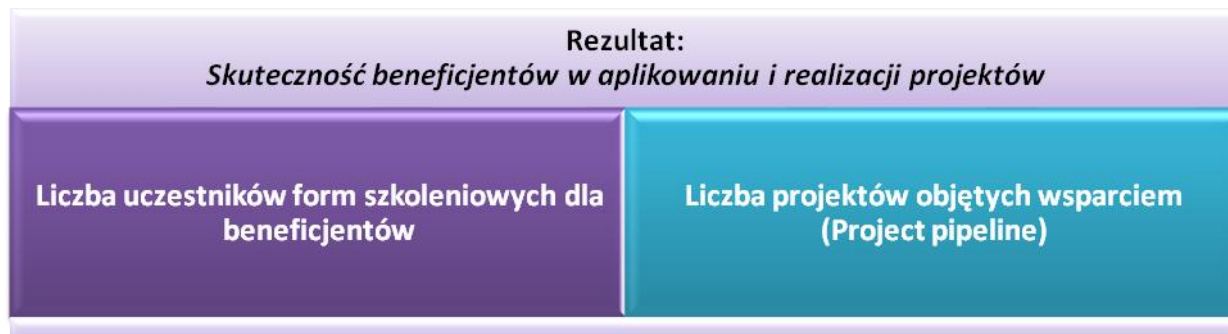 Rezultat:
Skuteczność beneficjentów w aplikowaniu i realizacji projektów
Liczba uczestników form szkoleniowych dla
beneficjentów
Liczba projektów objętych wsparciem
(Project pipeline)